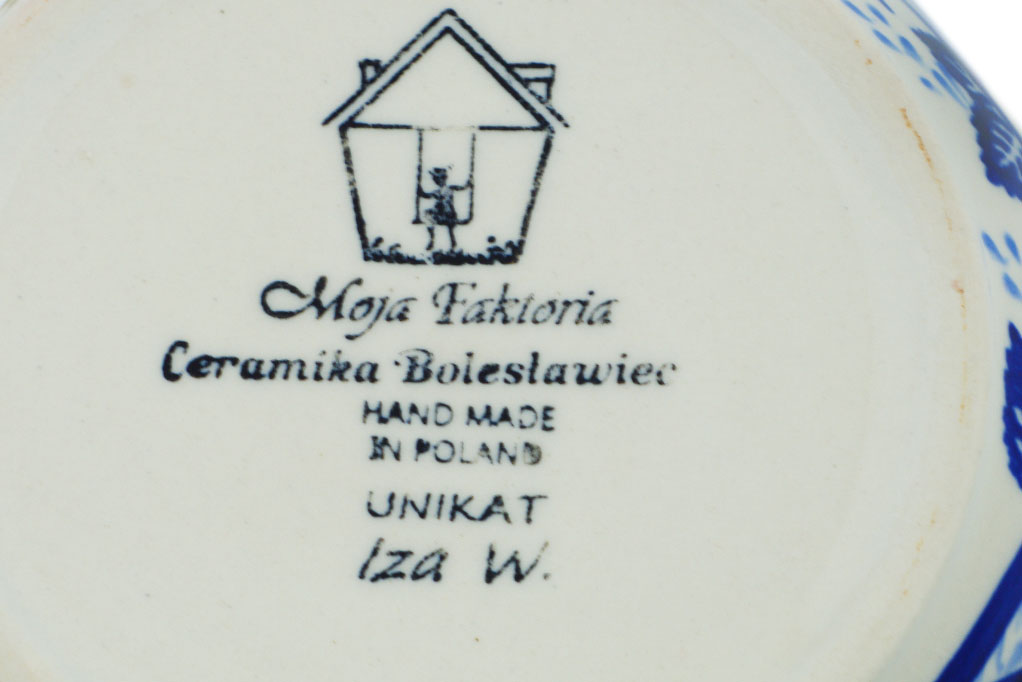 Moja Faktoria
Ceramika Bolesławiec
HAND MADE
IN POLAND
UNIKAT
Iza W.